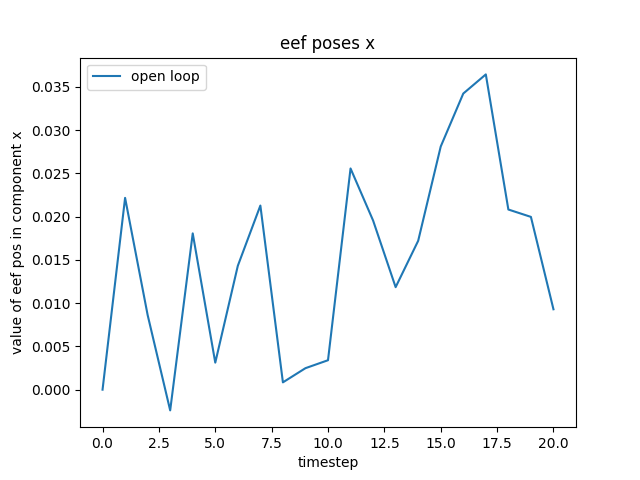 eef poses x
open loop
value of eef pos in component x
0.035
0.030
0.025
0.020
0.015
0.010
0.005
0.000
0.0 2.5 5.0 7.5 10.0 12.5 15.0 17.5 20.0
timestep